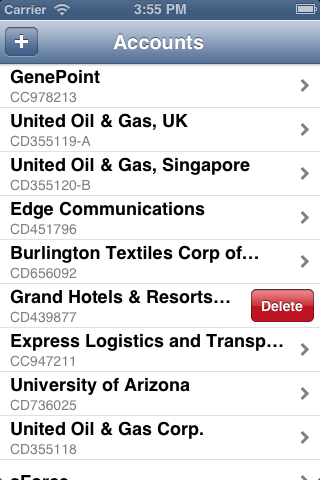 Carrier 3:55 PM
+ Accounts
GenePoint
CC978213
United Oil & Gas, UK
CD355119-A
United Oil & Gas, Singapore
CD355120-B
Edge Communications
CD451796
Burlington Textiles Corp of...
CD656092
Grand Hotels & Resorts...
CD439877
Delete
Express Logistics and Transp...
CC947211
University of Arizona
CD736025
United Oil & Gas Corp.
CD355118